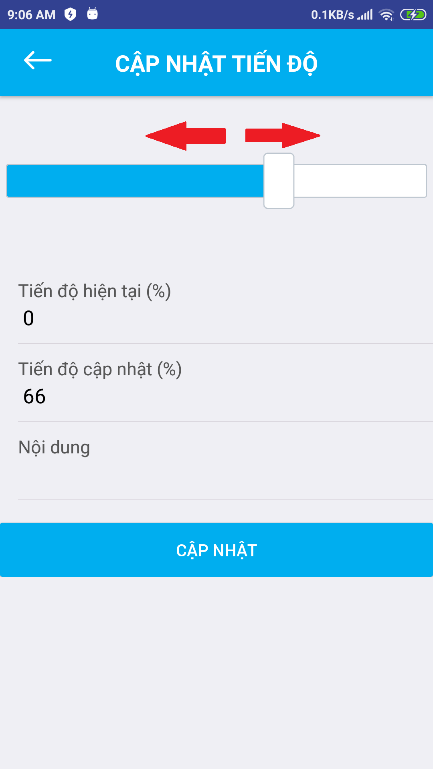 9:06 AM 0.1KB/s
CẬP NHẬT TIẾN ĐỘ
Tiến độ hiện tại (%)
0
Tiến độ cập nhật (%)
66
Nội dung
CẬP NHẬT